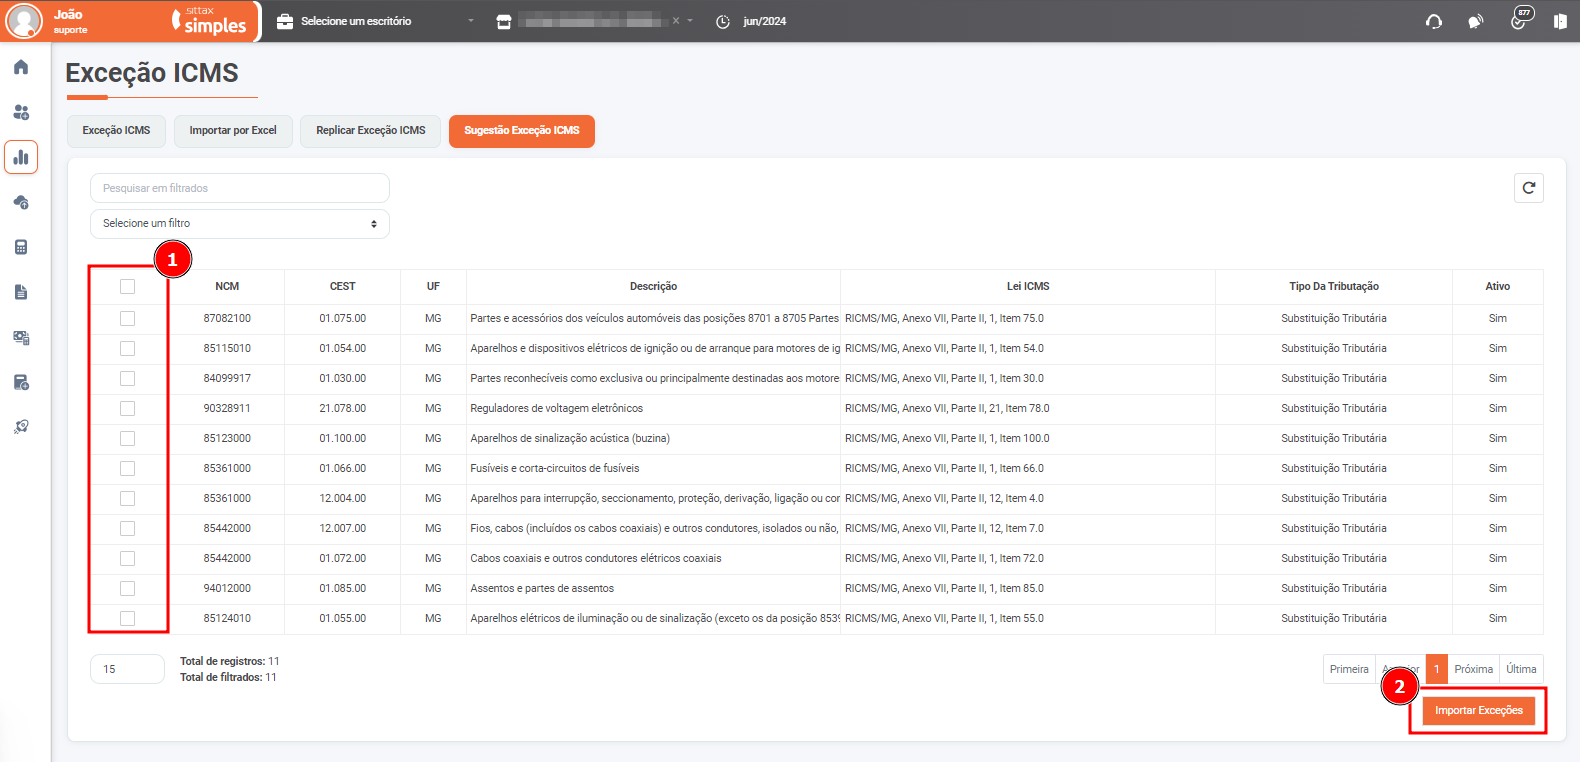 João
suporte
sittax
simples
Selecione um escritório
jun/2024
877
Exceção ICMS
Exceção ICMS
Importar por Excel
Replicar Exceção ICMS
Sugestão Exceção ICMS
Pesquisar em filtrados
Selecione um filtro
1
NCM CEST UF Descrição Lei ICMS Tipo Da Tributação Ativo
87082100 01.075.00 MG Partes e acessórios dos veículos automóveis das posições 8701 a 8705 Partes RICMS/MG, Anexo VII, Parte II, 1, Item 75.0 Substituição Tributária Sim
85115010 01.054.00 MG Aparelhos e dispositivos elétricos de ignição ou de arranque para motores de ig RICMS/MG, Anexo VII, Parte II, 1, Item 54.0 Substituição Tributária Sim
84099917 01.030.00 MG Partes reconhecíveis como exclusiva ou principalmente destinadas aos motore RICMS/MG, Anexo VII, Parte II, 1, Item 30.0 Substituição Tributária Sim
90328911 21.078.00 MG Reguladores de voltagem eletrônicos RICMS/MG, Anexo VII, Parte II, 21, Item 78.0 Substituição Tributária Sim
85123000 01.100.00 MG Aparelhos de sinalização acústica (buzina) RICMS/MG, Anexo VII, Parte II, 1, Item 100.0 Substituição Tributária Sim
85361000 01.066.00 MG Fusíveis e corta-circuitos de fusíveis RICMS/MG, Anexo VII, Parte II, 1, Item 66.0 Substituição Tributária Sim
85361000 12.004.00 MG Aparelhos para interrupção, seccionamento, proteção, derivação, ligação ou cor RICMS/MG, Anexo VII, Parte II, 12, Item 4.0 Substituição Tributária Sim
85442000 12.007.00 MG Fios, cabos (incluídos os cabos coaxiais) e outros condutores, isolados ou não, RICMS/MG, Anexo VII, Parte II, 12, Item 7.0 Substituição Tributária Sim
85442000 01.072.00 MG Cabos coaxiais e outros condutores elétricos coaxiais RICMS/MG, Anexo VII, Parte II, 1, Item 72.0 Substituição Tributária Sim
94012000 01.085.00 MG Assentos e partes de assentos RICMS/MG, Anexo VII, Parte II, 1, Item 85.0 Substituição Tributária Sim
85124010 01.055.00 MG Aparelhos elétricos de iluminação ou de sinalização (exceto os da posição 853 RICMS/MG, Anexo VII, Parte II, 1, Item 55.0 Substituição Tributária Sim
15
Total de registros: 11
Total de filtrados: 11
Primeira 1 Próxima Última
2
Importar Exceções